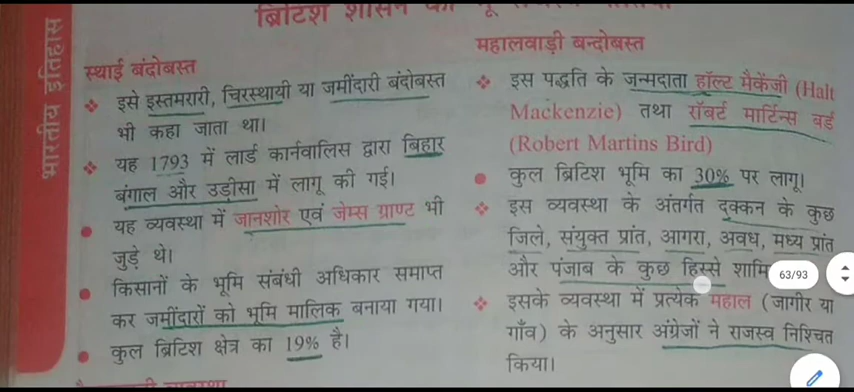 भारतीय इतिहास
ब्रिटिश शासन
स्थाई बंदोबस्त
❖ इसे इस्तमरारी, चिरस्थायी या जमींदारी बंदोबस्त
भी कहा जाता था।
❖ यह 1793 में लार्ड कार्नवालिस द्वारा बिहार
बंगाल और उड़ीसा में लागू की गई।
● यह व्यवस्था में जानशोर एवं जेम्स ग्राण्ट भी
जुड़े थे।
● किसानों के भूमि संबंधी अधिकार समाप्त
कर जमींदारों को भूमि मालिक बनाया गया।
● कुल ब्रिटिश क्षेत्र का 19% है।
महालवाड़ी बन्दोबस्त
❖ इस पद्धति के जन्मदाता हॉल्ट मैकेंजी (Halt
Mackenzie) तथा रॉबर्ट मार्टिन्स बर्ड
(Robert Martins Bird)
● कुल ब्रिटिश भूमि का 30% पर लागू।
❖ इस व्यवस्था के अंतर्गत दक्कन के कुछ
जिले, संयुक्त प्रांत, आगरा, अवध, मध्य प्रांत
और पंजाब के कुछ हिस्से शामि
63/93
❖ इसके व्यवस्था में प्रत्येक महाल (जागीर या
गाँव) के अनुसार अंग्रेजों ने राजस्व निश्चित
किया।